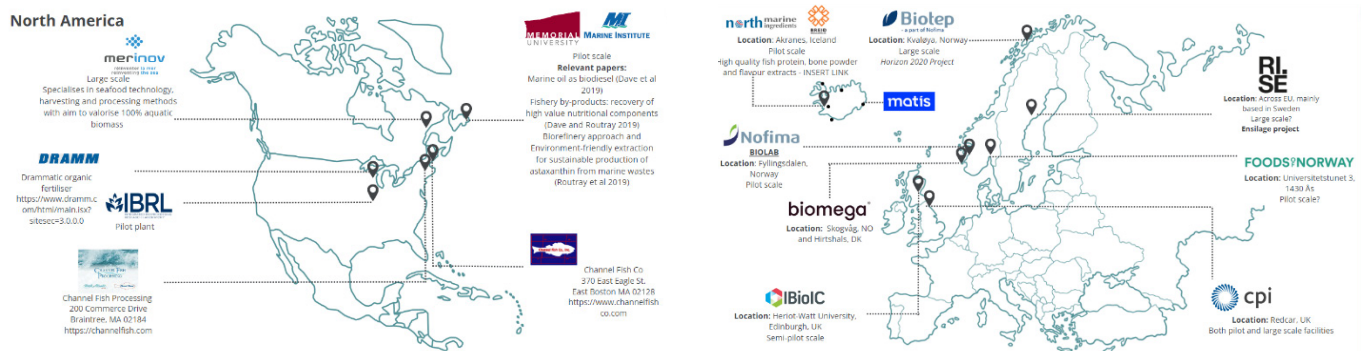 North America
merinov
Large scale
Specialises in seafood technology,
harvesting and processing methods
with aim to valorise 100% aquatic
biomass
DRAMM
Drammatic organic
fertiliser
https://www.dramm.c
om/html/main.isx?
sitesec=3.0.0.0
IBRL
Pilot plant
Channel Fish Processing
200 Commerce Drive
Braintree, MA 02184
https://channelfish.com
MEMORIAL
UNIVERSITY
MI
MARINE INSTITUTE
Pilot scale
Relevant papers:
Marine oil as biodiesel (Dave et al
2019)
Fishery by-products: recovery of
high value nutritional components
(Dave and Routray 2019)
Biorefinery approach and
Environment-friendly extraction
for sustainable production of
astaxanthin from marine wastes
(Routray et al 2019)
Channel Fish Co
370 East Eagle St.
East Boston MA 02128
https://www.channelfish
co.com
north marine
ingredients
BREIÐ
Location: Akranes, Iceland
Pilot scale
High quality fish protein, bone powder
and flavour extracts - INSERT LINK
Biotep
- a part of Nofima
Location: Kvaløya, Norway
Large scale
Horizon 2020 Project
matis
Nofima
BIOLAB
Location: Fyllingsdalen,
Norway
Pilot scale
biomega
Location: Skogvåg, NO
and Hirtshals, DK
IBioIC
Location: Heriot-Watt University,
Edinburgh, UK
Semi-pilot scale
RI.
SE
Location: Across EU, mainly
based in Sweden
Large scale?
Ensilage project
FOODS OF NORWAY
Location: Universitetstunet 3,
1430 Ås
Pilot scale?
cpi
Location: Redcar, UK
Both pilot and large scale facilities